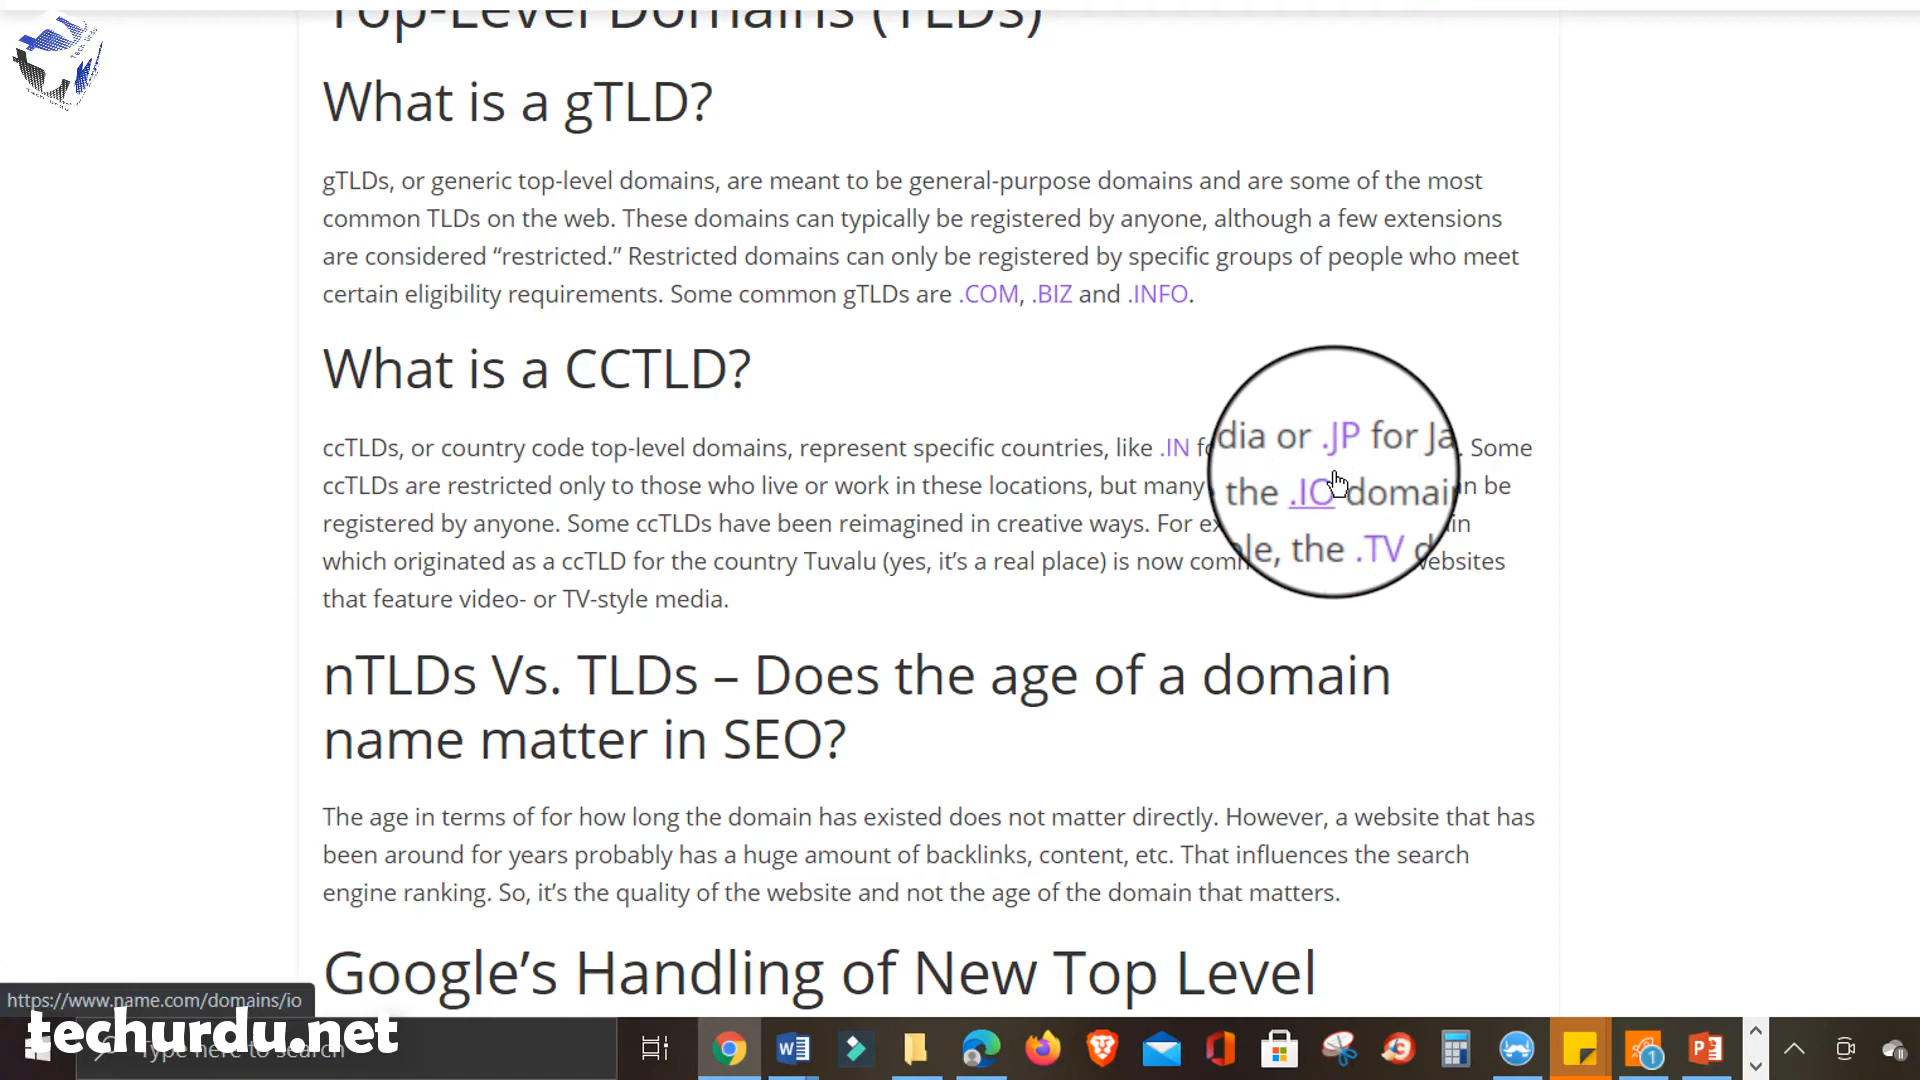 Top-Level Domains (TLDs)
What is a gTLD?
gTLDs, or generic top-level domains, are meant to be general-purpose domains and are some of the most
common TLDs on the web. These domains can typically be registered by anyone, although a few extensions
are considered “restricted.” Restricted domains can only be registered by specific groups of people who meet
certain eligibility requirements. Some common gTLDs are .COM, .BIZ and .INFO.
What is a CCTLD?
ccTLDs, or country code top-level domains, represent specific countries, like .IN dia or .JP for Ja . Some
ccTLDs are restricted only to those who live or work in these locations, but many the .IO domain n be
registered by anyone. Some ccTLDs have been reimagined in creative ways. For ex le, the .TV in
which originated as a ccTLD for the country Tuvalu (yes, it’s a real place) is now com ebsites
that feature video- or TV-style media.
nTLDs Vs. TLDs – Does the age of a domain
name matter in SEO?
The age in terms of for how long the domain has existed does not matter directly. However, a website that has
been around for years probably has a huge amount of backlinks, content, etc. That influences the search
engine ranking. So, it’s the quality of the website and not the age of the domain that matters.
Google’s Handling of New Top Level
https://www.name.com/domains/io
techurdu.net
Type here to search